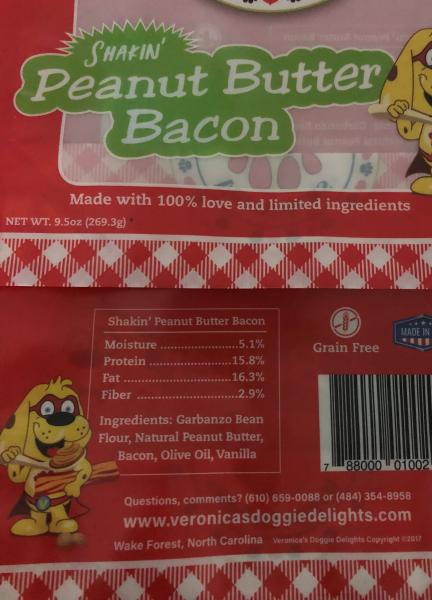 SHAKIN'
Peanut Butter
Bacon
Made with 100% love and limited ingredients
NET WT. 9.5oz (269.3g)
Shakin' Peanut Butter Bacon
Moisture ..................5.1%
Protein ....................15.8%
Fat ...........................16.3%
Fiber ........................2.9%
Grain Free
MADE IN
Ingredients: Garbanzo Bean
Flour, Natural Peanut Butter,
Bacon, Olive Oil, Vanilla
7 88000 01002
Questions, comments? (610) 659-0088 or (484) 354-8958
www.veronicasdoggiedelights.com
Wake Forest, North Carolina Veronica's Doggie Delights Copyright ©2017